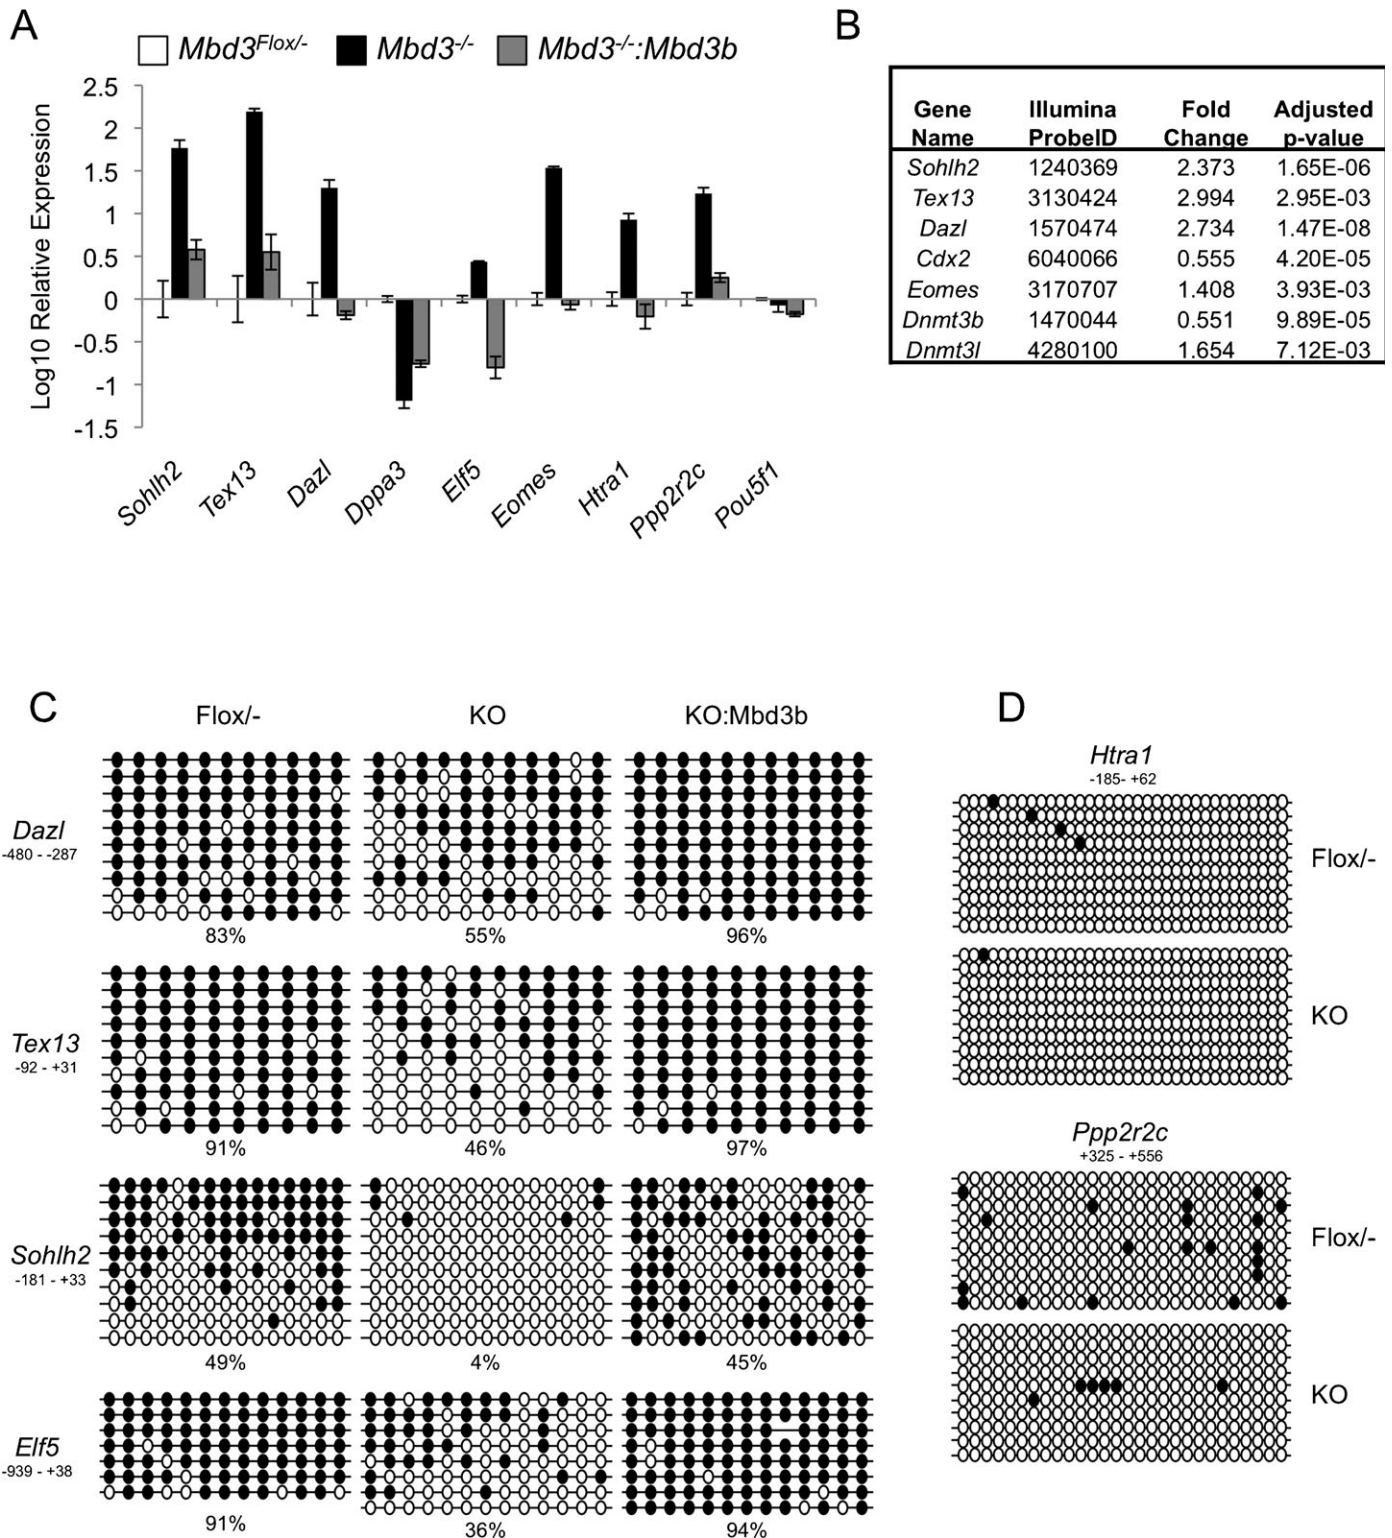 A
Mbd3Flox/- Mbd3-/- Mbd3-/-:Mbd3b
Log10 Relative Expression
2.5
2
1.5
1
0.5
0
-0.5
-1
-1.5
Sohlh2 Tex13 Dazl Dppa3 Elf5 Eomes Htra1 Ppp2r2c Pou5f1
B
Gene Illumina Fold Adjusted
Name ProbeID Change p-value
Sohlh2 1240369 2.373 1.65E-06
Tex13 3130424 2.994 2.95E-03
Dazl 1570474 2.734 1.47E-08
Cdx2 6040066 0.555 4.20E-05
Eomes 3170707 1.408 3.93E-03
Dnmt3b 1470044 0.551 9.89E-05
Dnmt3l 4280100 1.654 7.12E-03
C
Flox/- KO KO:Mbd3b
Dazl
-480 - -287
83% 55% 96%
Tex13
-92 - +31
91% 46% 97%
Sohlh2
-181 - +33
49% 4% 45%
Elf5
-939 - +38
91% 36% 94%
D
Htra1
-185- +62
Flox/-
KO
Ppp2r2c
+325 - +556
Flox/-
KO